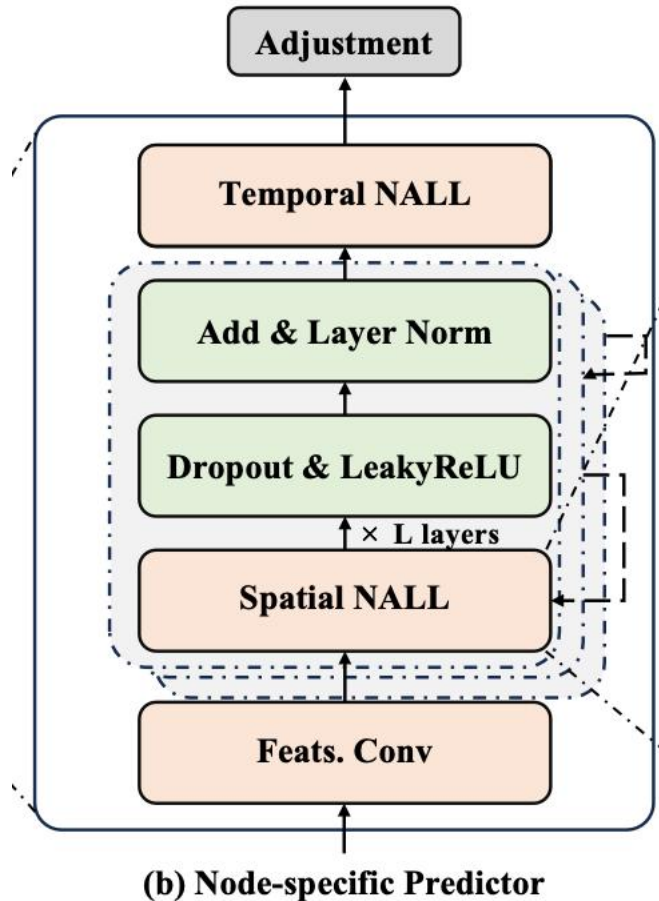 Adjustment
Temporal NALL
Add & Layer Norm
Dropout & LeakyReLU
× L layers
Spatial NALL
Feats. Conv
(b) Node-specific Predictor